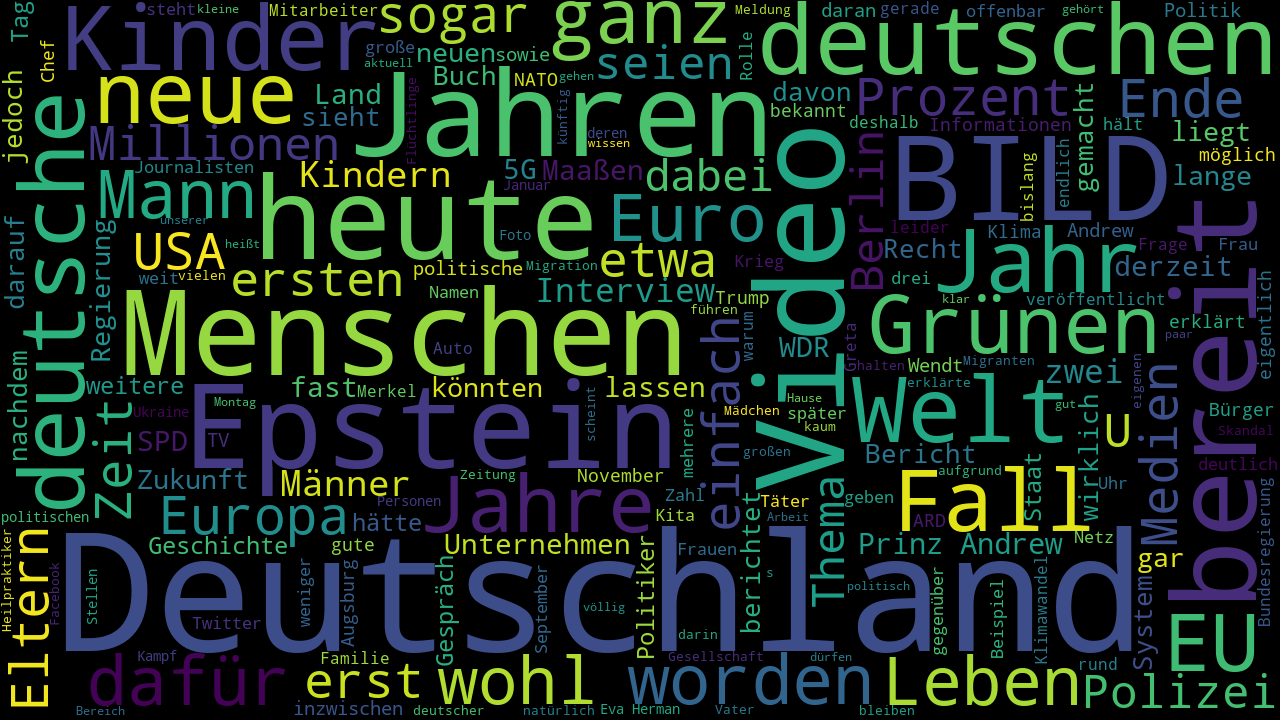 Tag
steht
kleine
Mitarbeiter
sogar
ganz
Meldung
daran
gerade
offenbar
gehört
Politik
Kinder
Chef
große
aktuell
neuen
sowie
seien
Rolle
deutschen
jedoch
neue
Land
sieht
Buch
NATO
gehen
davon
bekannt
Prozent
Ende
Jahren
Flüchtlinge
künftig
deren
wissen
deshalb
Informationen
gemacht
hält
liegt
möglich
Millionen
Journalisten
Kindern
5G
Januar
Maaßen
dabei
Berlin
BILD
bislang
endlich
lange
deutsche
Mann
unserer
heute
Foto
Euro
Video
leider
Recht
Klima
Andrew
Frage
Frau
darauf
Regierung
USA
heißt
weit
vielen
ersten
politische
Migration
etwa
Krieg
drei
Jahr
derzeit
bereit
Namen
Interview
Trump
führen
klar
veröffentlicht
eigentlich
Menschen
Auto
warum
WDR
Greta
Grünen
erklärt
paar
nachdem
weitere
fast
Merkel
könnten
lassen
einfach
halten
Wendt
Migranten
zwei
eigenen
Ukraine
Montag
Epstein
scheint
mehrere
Mädchen
Hause
später
kaum
erklärte
Welt
gut
wirklich
U
Medien
Bürger
Skandal
zeit
SPD
TV
großen
Bericht
deutlich
Zukunft
Männer
Zeitung
November
aufgrund
Staat
Uhr
Bundesregierung
politischen
Europa
Personen
hätte
Jahre
Zahl
Kita
Täter
Arbeit
Thema
geben
ARD
Fall
Netz
Eltern
Heilpraktiker
Geschichte
gute
Unternehmen
Frauen
berichtet
Prinz Andrew
gar
Facebook
Stellen
Deutschland
weniger
Augsburg
Gespräch
September
völlig
Politiker
s
politisch
gegenüber
Beispiel
Klimawandel
System
EU
Twitter
darin
Kampf
Familie
Gesellschaft
dürfen
rund
dafür
erst
wohl
worden
Leben
Polizei
Bereich
inzwischen
deutscher
natürlich
Eva Herman
Vater
bleiben